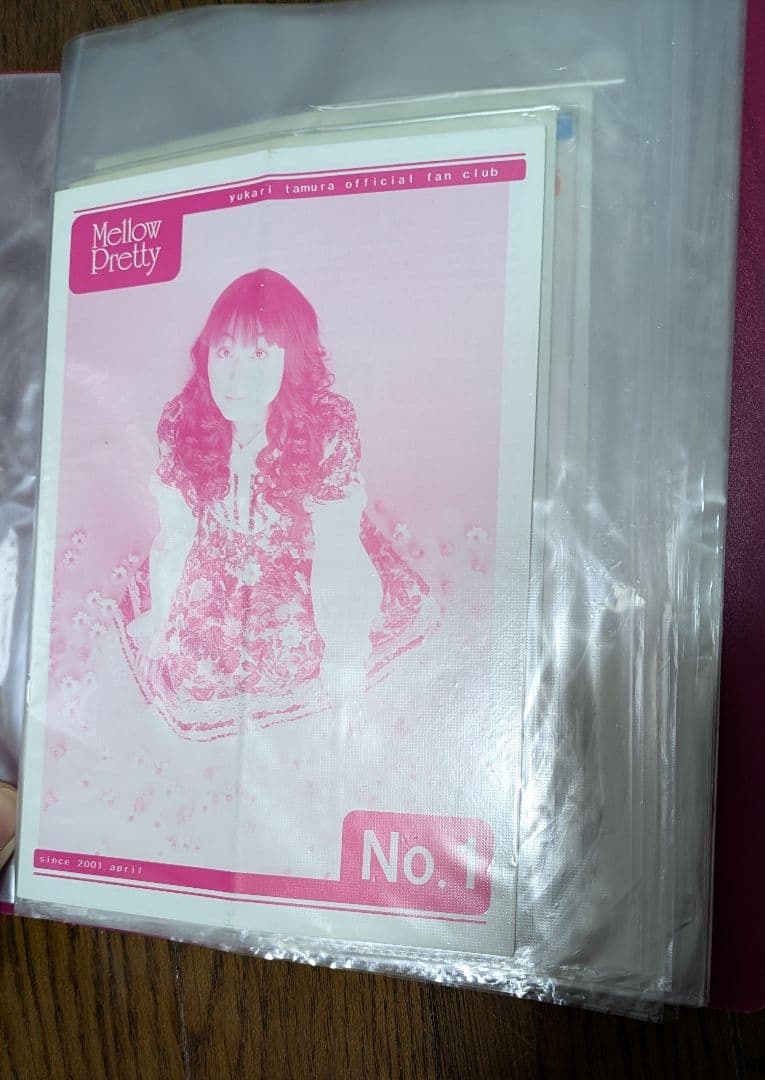 yukari tamura official fan club
Mellow
Pretty
No.1
since 2001.april